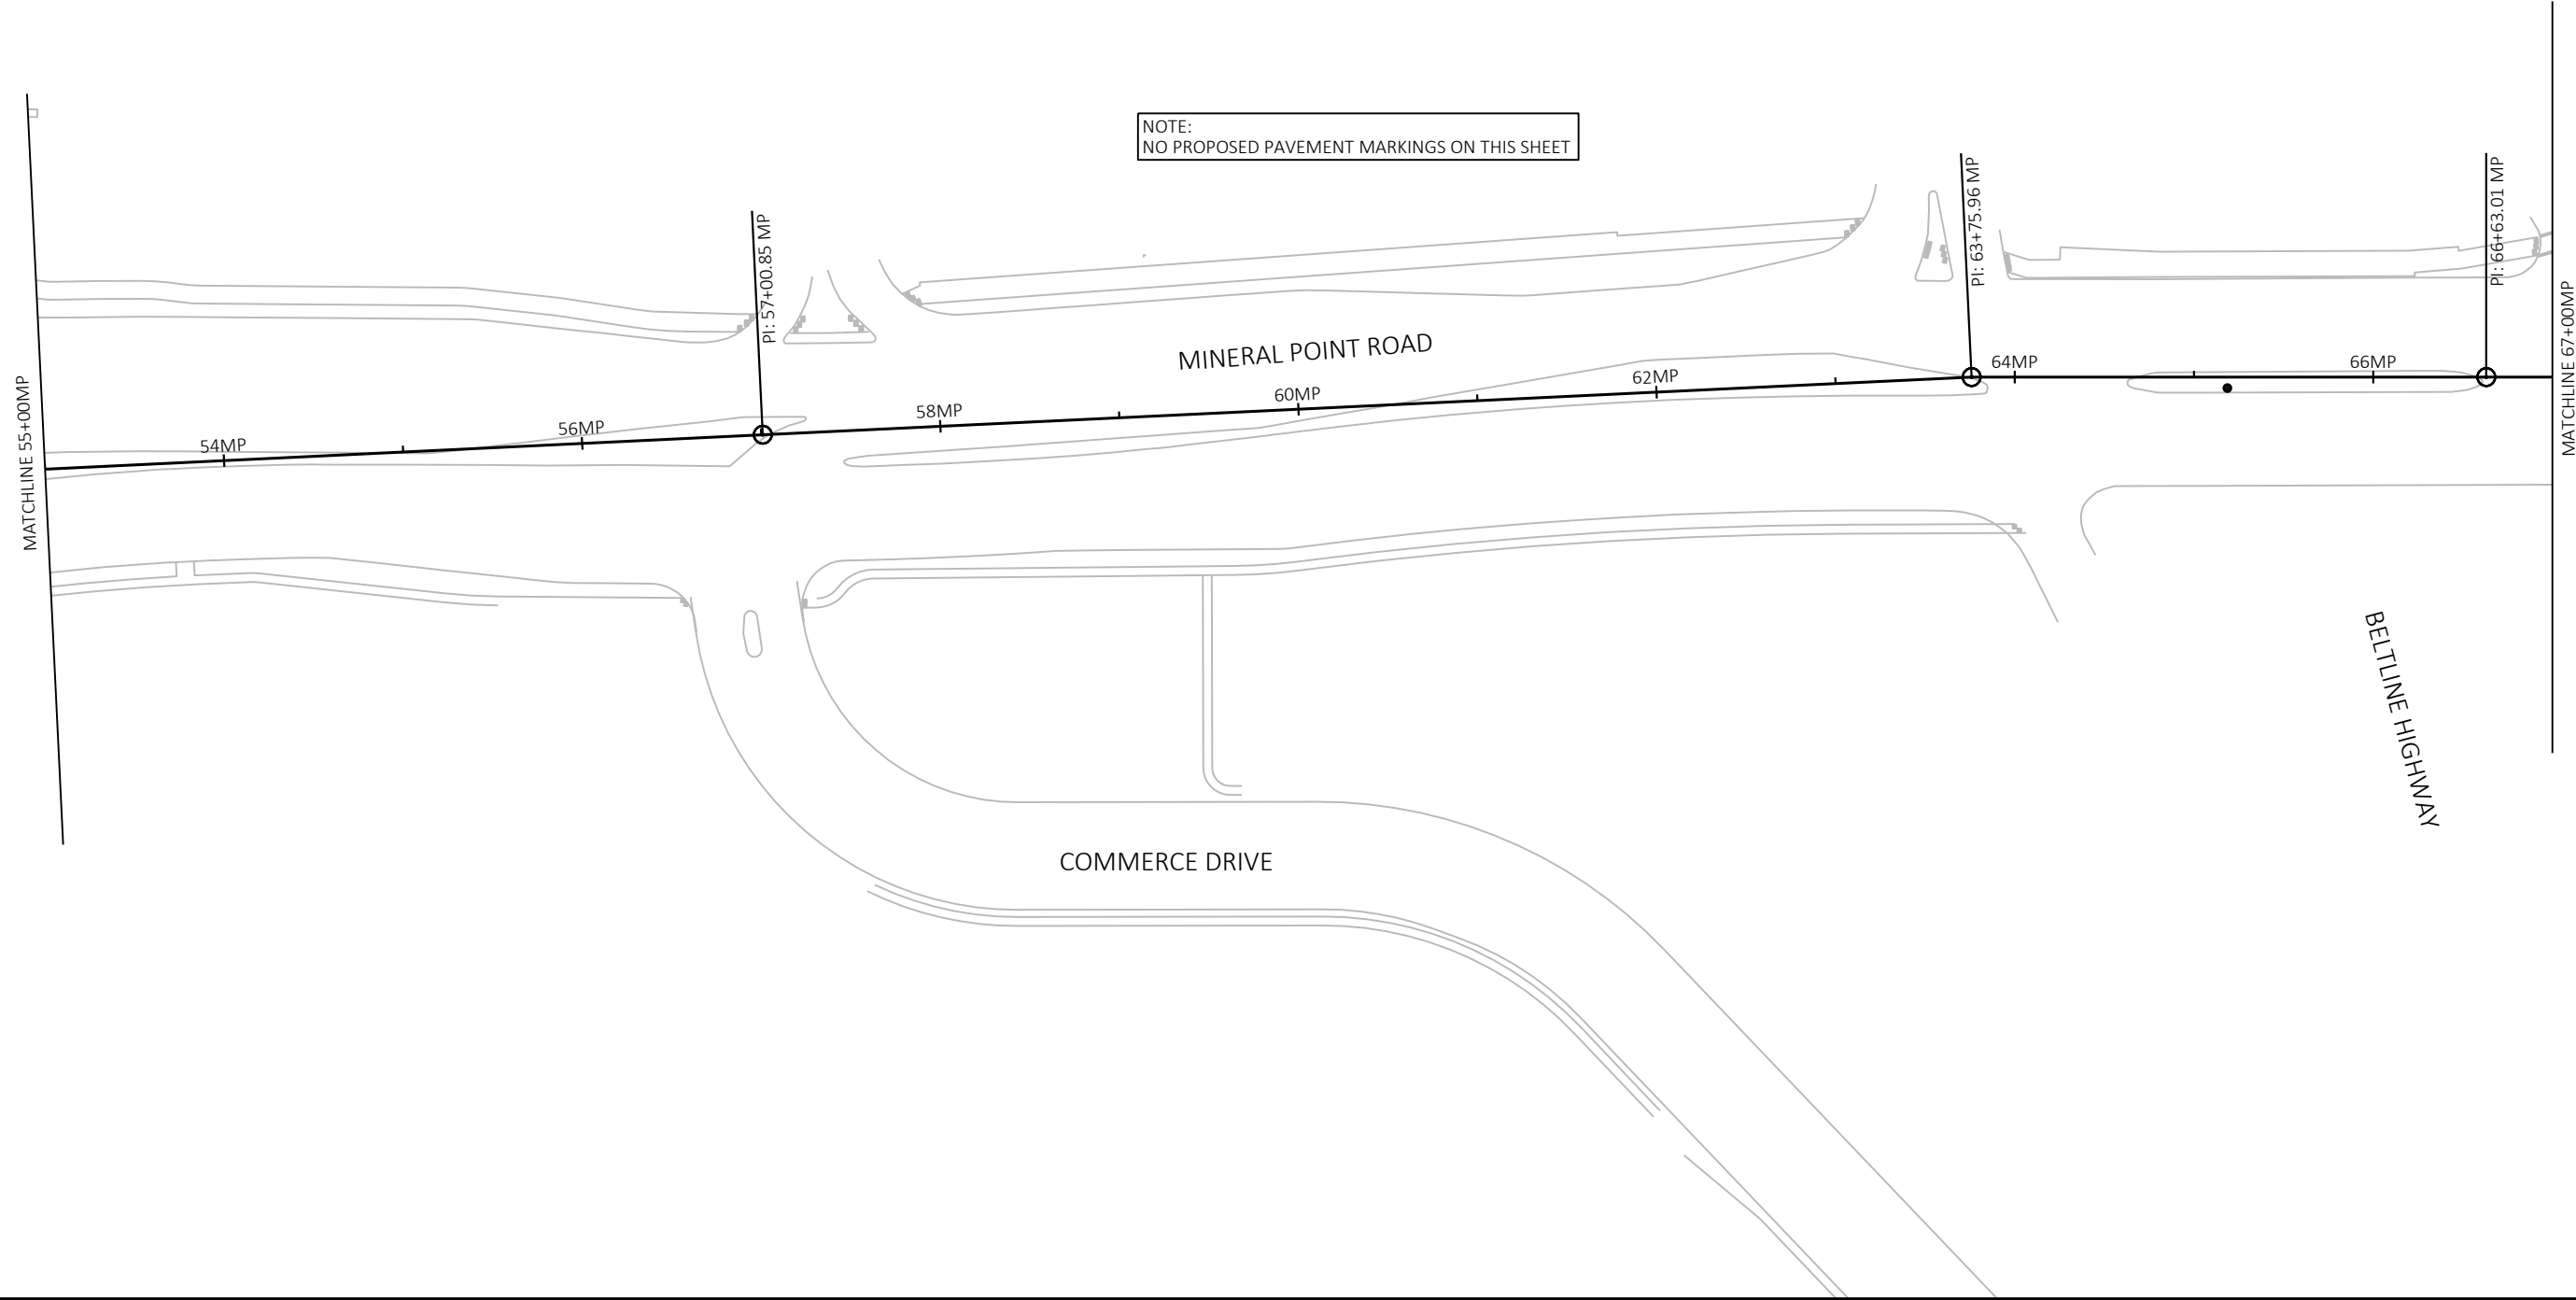 NOTE:
NO PROPOSED PAVEMENT MARKINGS ON THIS SHEET
PI: 57+00.85 MP
PI: 63+75.96 MP
PI: 66+63.01 MP
MATCHLINE 55+00MP
MATCHLINE 67+00MP
MINERAL POINT ROAD
54MP
56MP
58MP
60MP
62MP
64MP
66MP
BELTLINE HIGHWAY
COMMERCE DRIVE